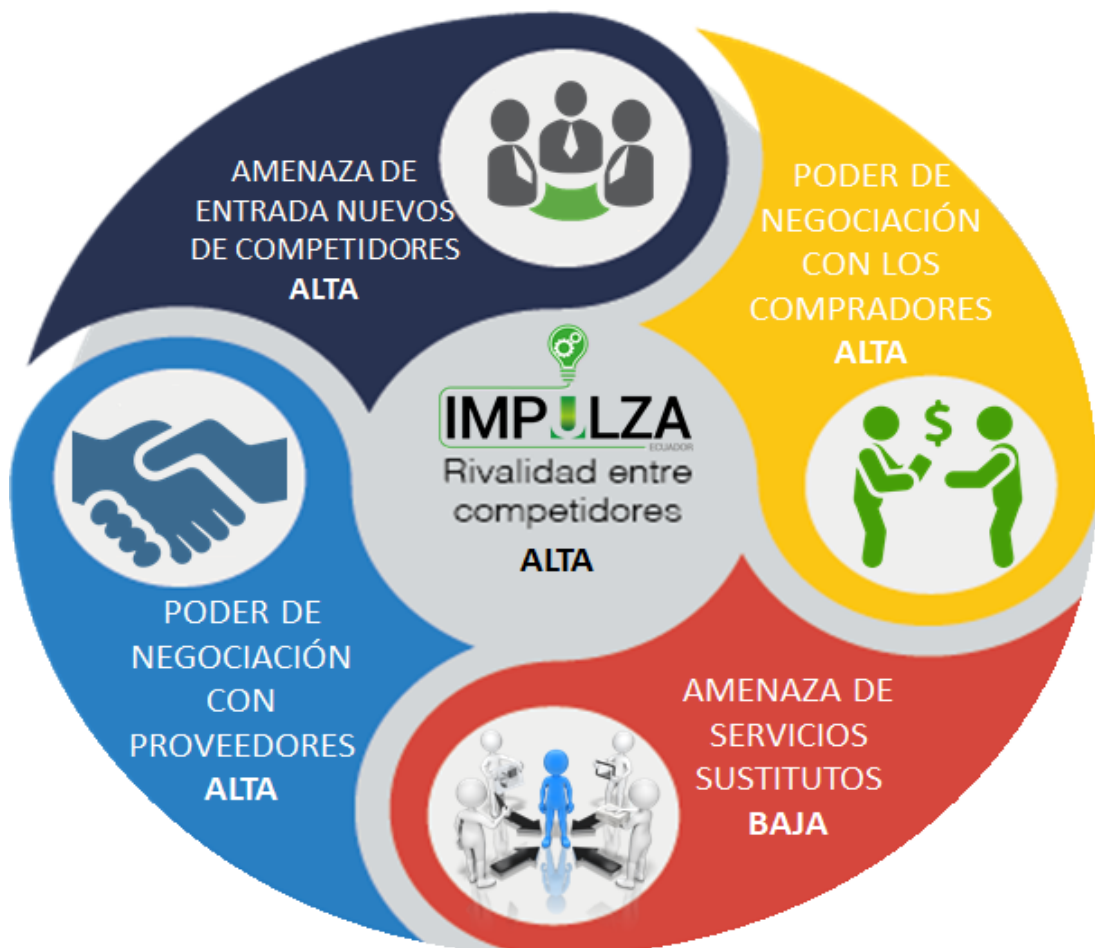 AMENAZA DE
ENTRADA NUEVOS
DE COMPETIDORES
ALTA
PODER DE
NEGOCIACIÓN
CON LOS
COMPRADORES
ALTA
$
IMPULZA
ECUADOR
Rivalidad entre
competidores
ALTA
PODER DE
NEGOCIACIÓN
CON
PROVEEDORES
ALTA
AMENAZA DE
SERVICIOS
SUSTITUTOS
BAJA